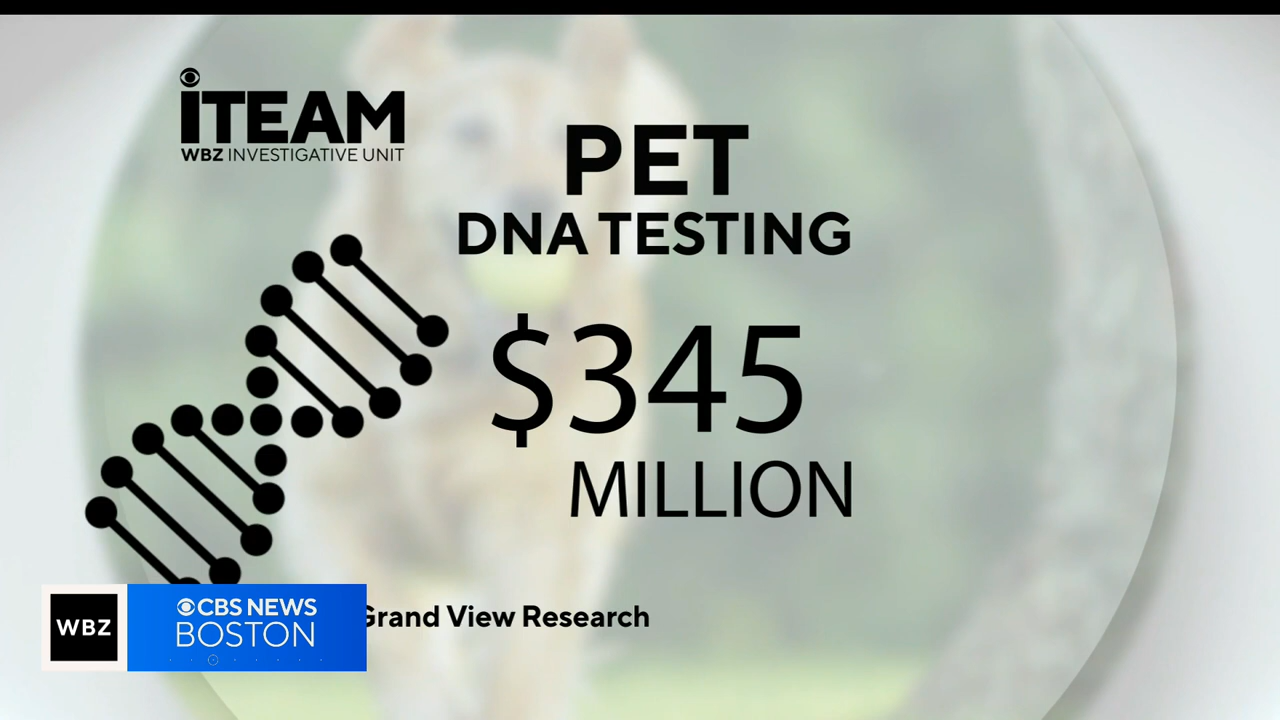 iTEAM
WBZ INVESTIGATIVE UNIT
PET
DNA TESTING
$345
MILLION
Grand View Research
WBZ
CBS NEWS
BOSTON